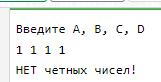 Введите A, B, C, D
1 1 1 1
НЕТ четных чисел!